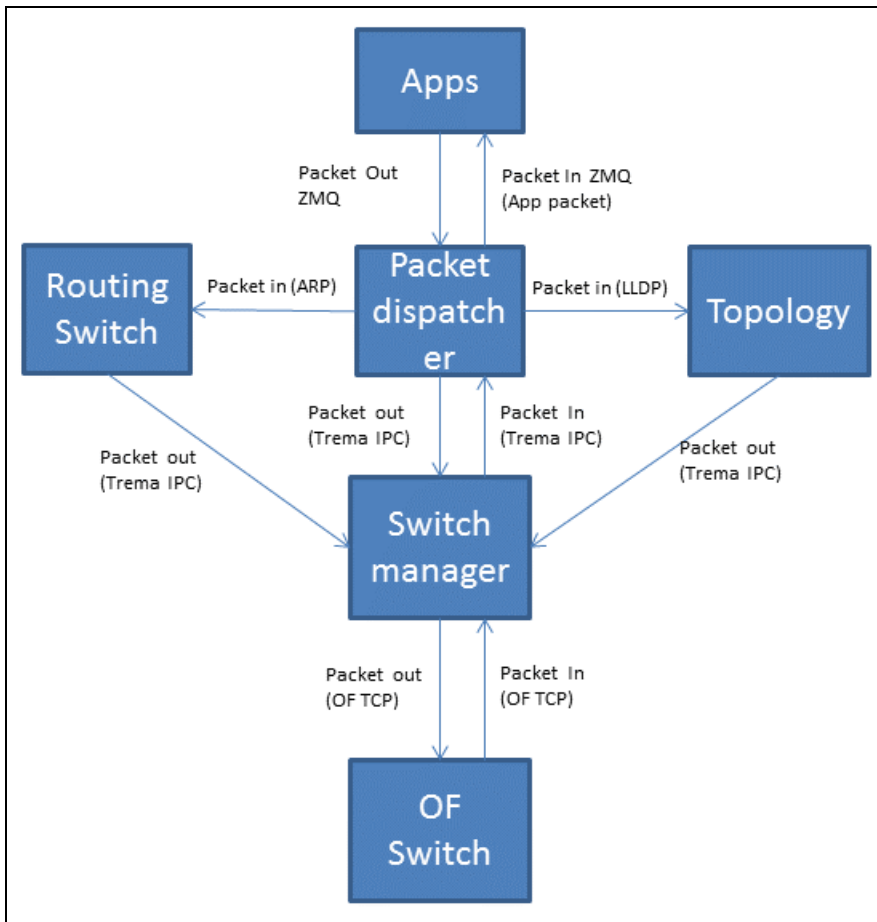 Apps
Packet Out
ZMQ
Packet In ZMQ
(App packet)
Routing
Switch
Packet in (ARP)
Packet
dispatch
er
Packet in (LLDP)
Topology
Packet out
(Trema IPC)
Packet out
(Trema IPC)
Packet In
(Trema IPC)
Packet out
(Trema IPC)
Switch
manager
Packet out
(OF TCP)
Packet In
(OF TCP)
OF
Switch